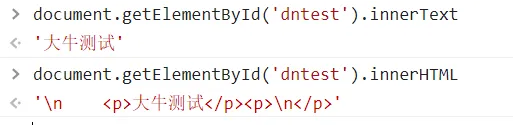 > document.getElementById('dntest').innerText
<· '大牛测试'
> document.getElementById('dntest').innerHTML
<· '\n    <p>大牛测试</p><p>\n</p>'